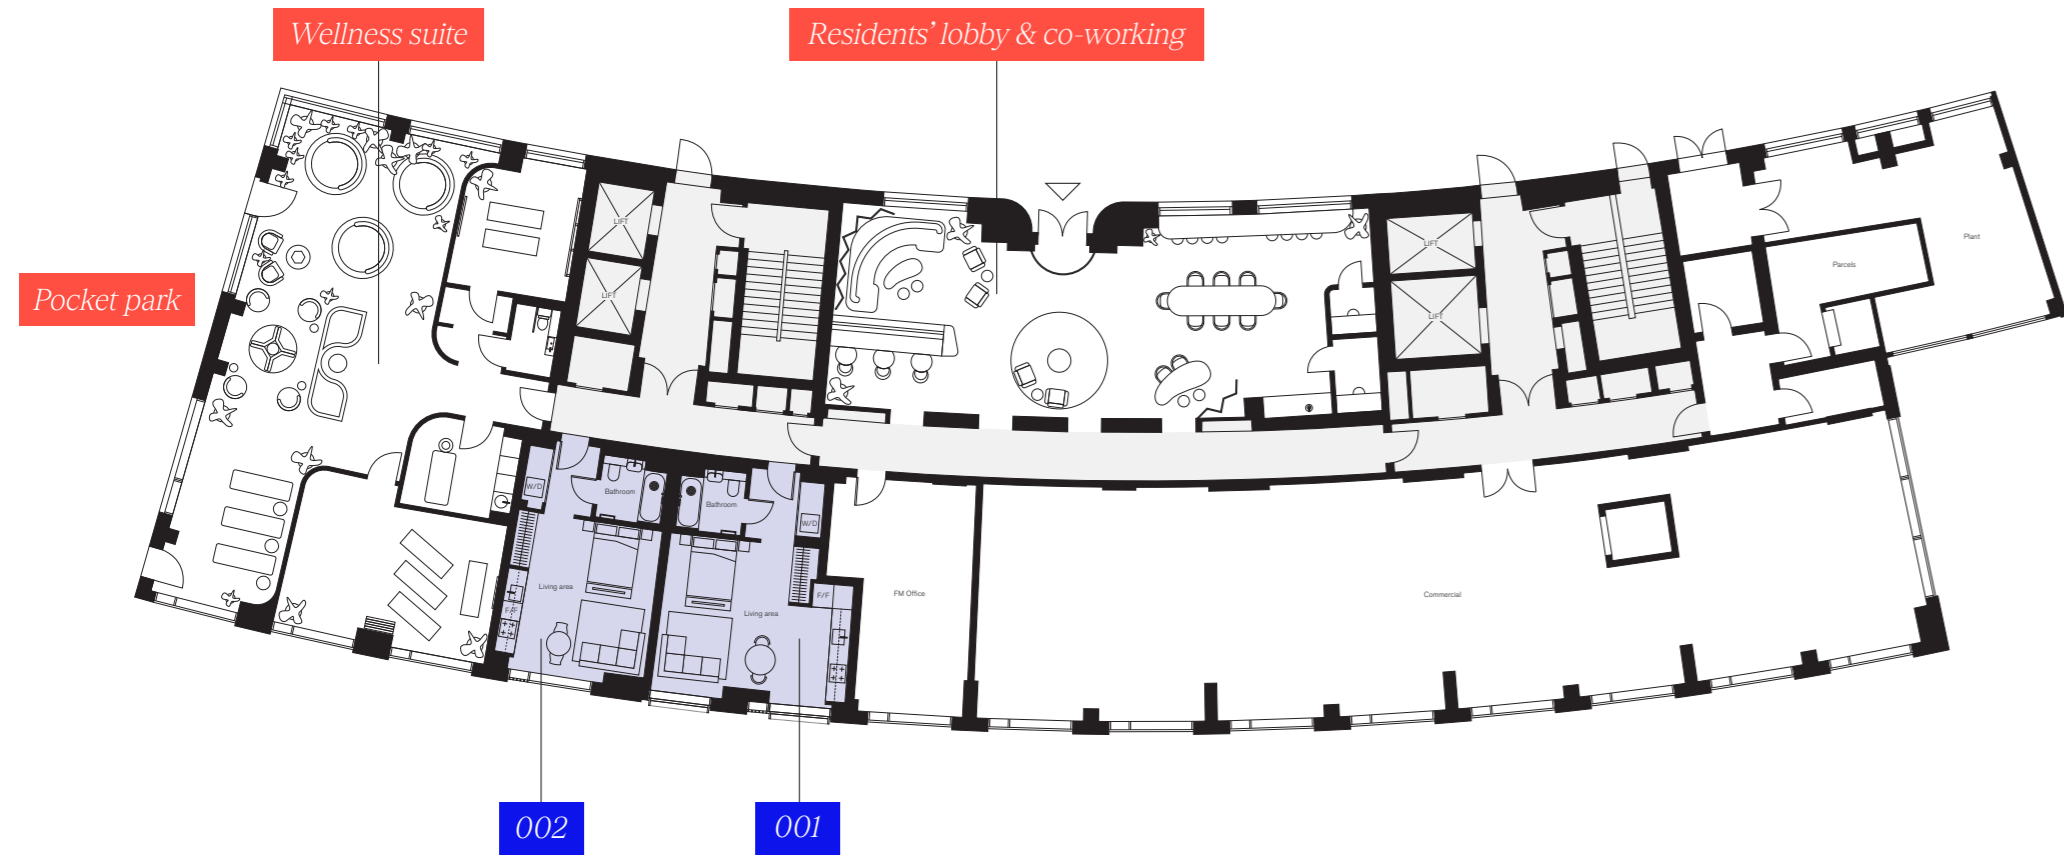 Wellness suite
Residents’ lobby & co-working
Pocket park
LIFT
LIFT
LIFT
LIFT
Plant
Parcels
W/D
Bathroom
Bathroom
W/D
Living area
F/F
Living area
F/F
FM Office
Commercial
002
001